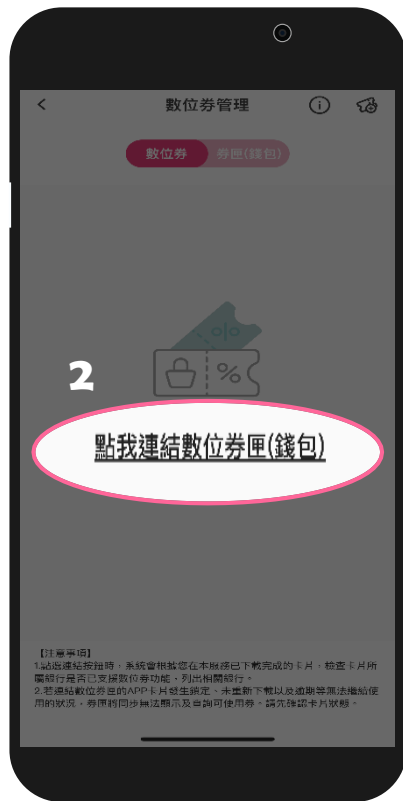 數位券管理
數位券 券匣(錢包)
%
%
2
點我連結數位券匣(錢包)
【注意事項】
1.點選連結按鈕時,系統會根據您在本服務已下載完成的卡片,檢查卡片所
屬銀行是否已支援數位券功能,列出相關銀行。
2.若連結數位券匣的APP卡片發生鎖定、未重新下載以及逾期等無法繼續使
用的狀況,券匣將同步無法顯示及查詢可使用券。請先確認卡片狀態。